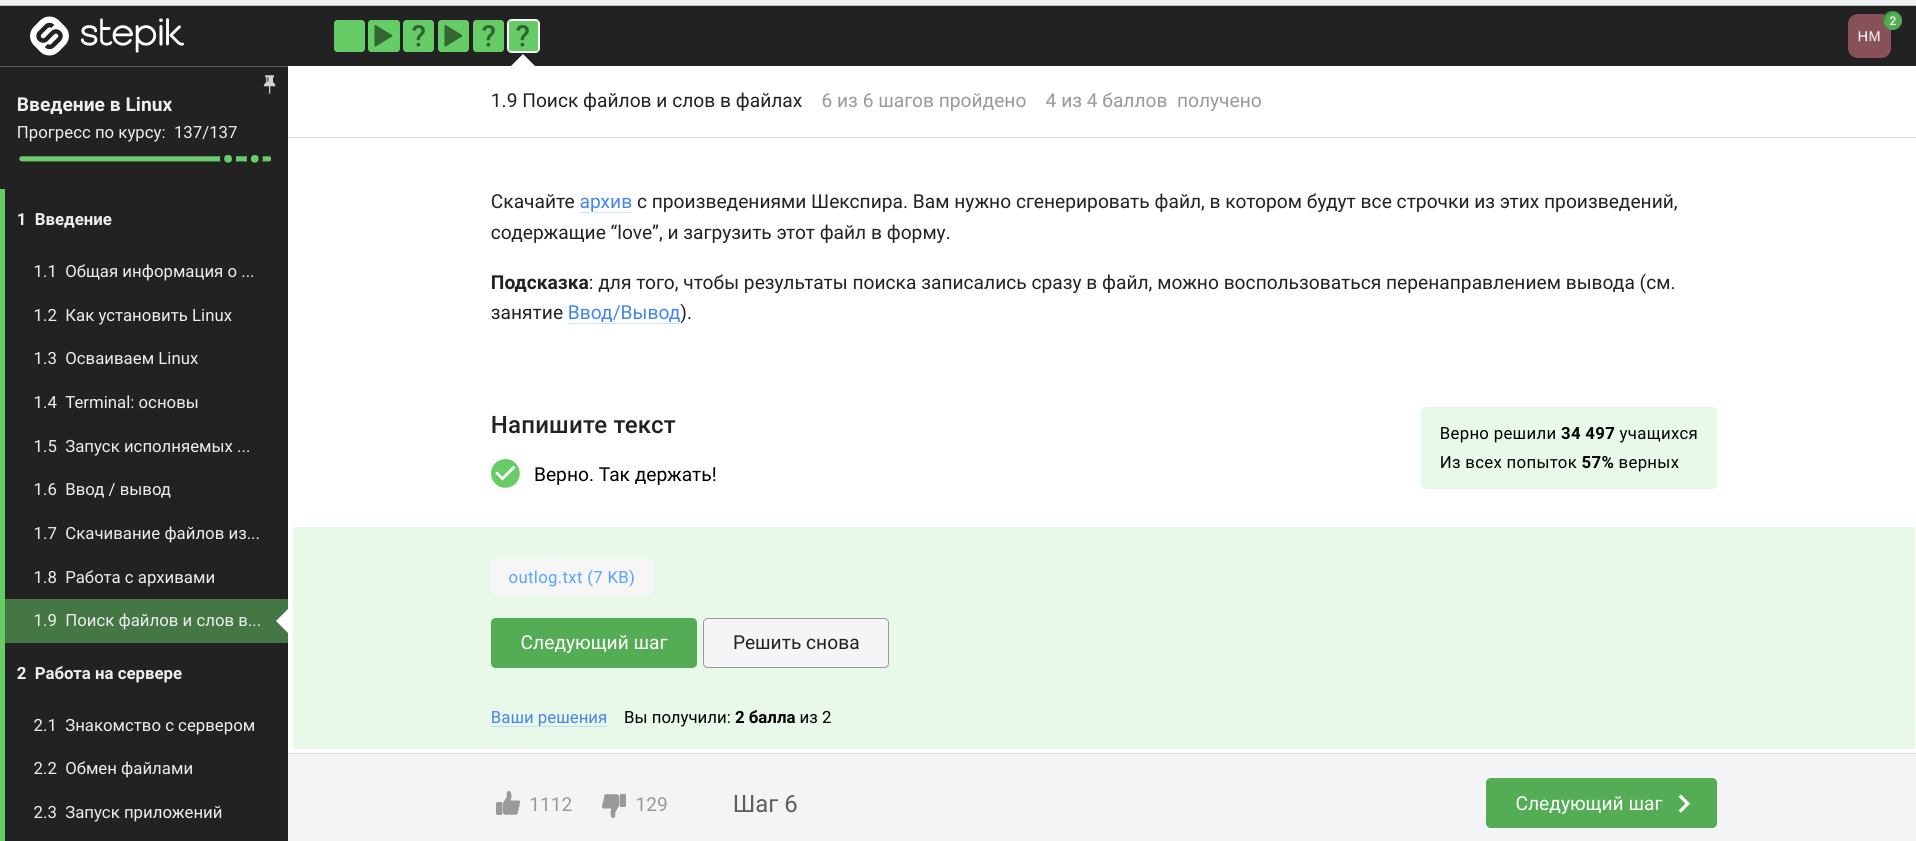 stepik
?
?
?
НМ
2
Введение в Linux
Прогресс по курсу: 137/137
1 Введение
1.1 Общая информация о ...
1.2 Как установить Linux
1.3 Осваиваем Linux
1.4 Terminal: основы
1.5 Запуск исполняемых ...
1.6 Ввод / вывод
1.7 Скачивание файлов из...
1.8 Работа с архивами
1.9 Поиск файлов и слов в...
2 Работа на сервере
2.1 Знакомство с сервером
2.2 Обмен файлами
2.3 Запуск приложений
1.9 Поиск файлов и слов в файлах 6 из 6 шагов пройдено 4 из 4 баллов получено
Скачайте архив с произведениями Шекспира. Вам нужно сгенерировать файл, в котором будут все строчки из этих произведений,
содержащие “love”, и загрузить этот файл в форму.
Подсказка: для того, чтобы результаты поиска записались сразу в файл, можно воспользоваться перенаправлением вывода (см.
занятие Ввод/Вывод).
Напишите текст
Верно. Так держать!
Верно решили 34 497 учащихся
Из всех попыток 57% верных
outlog.txt (7 KB)
Следующий шаг
Решить снова
Ваши решения Вы получили: 2 балла из 2
1112
129
Шаг 6
Следующий шаг